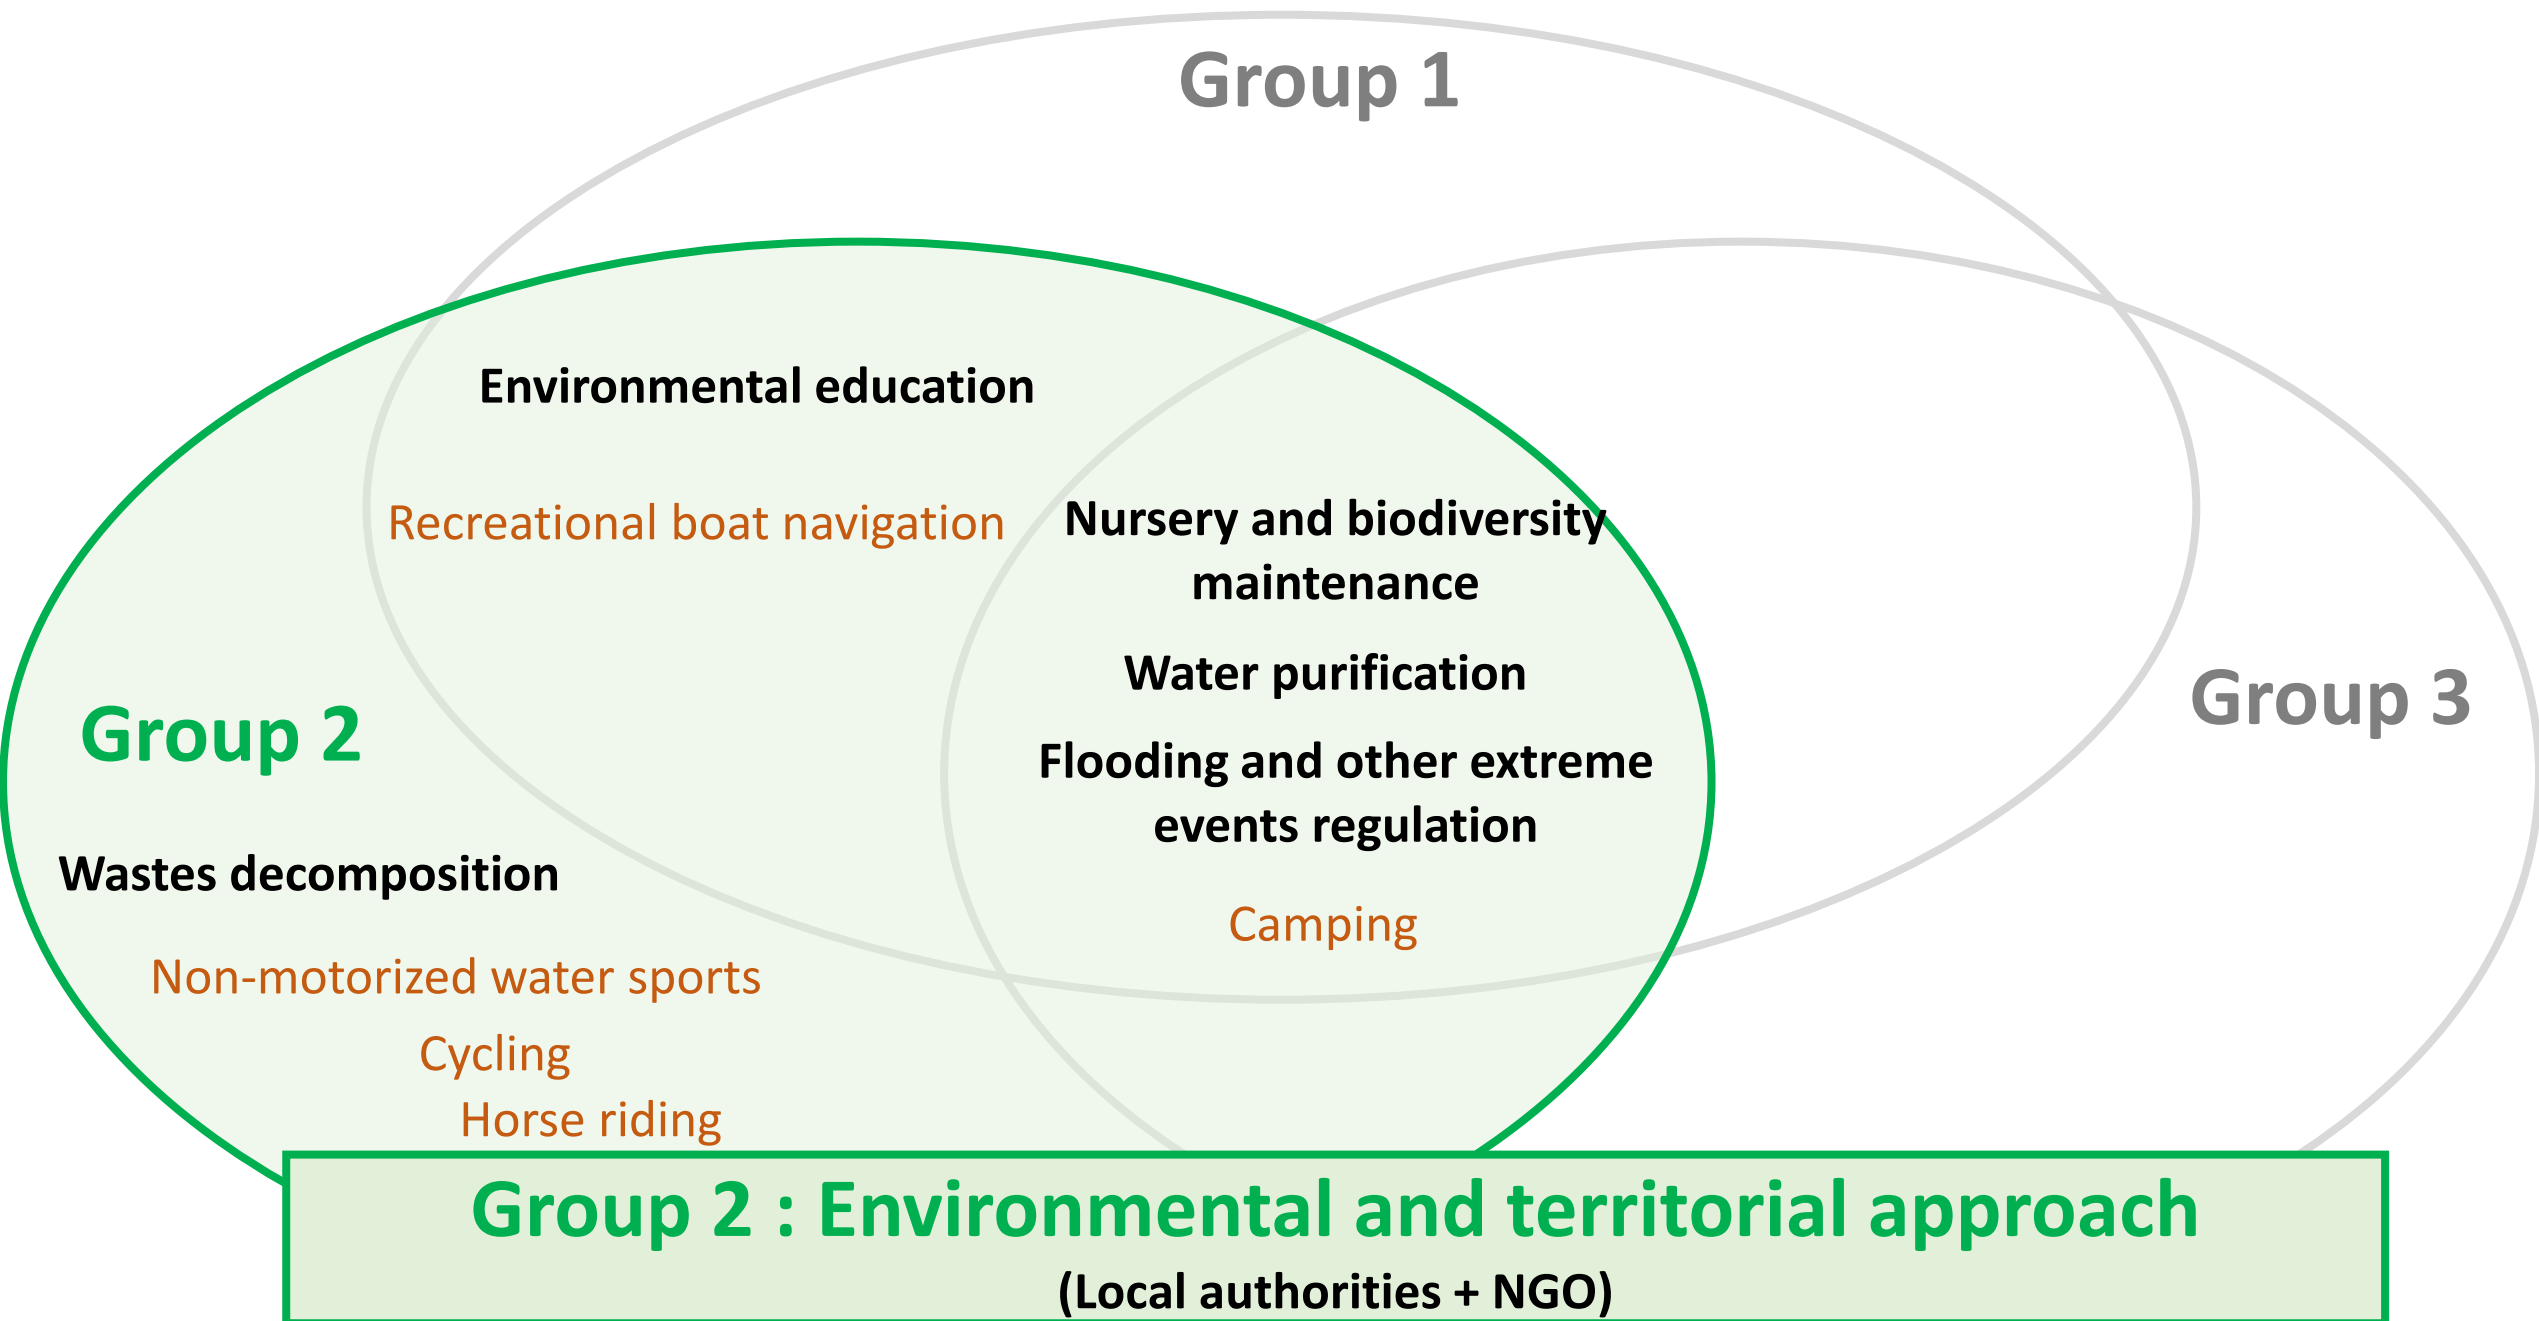 Group 1
Environmental education
Recreational boat navigation
Nursery and biodiversity
maintenance
Water purification
Group 3
Group 2
Flooding and other extreme
events regulation
Wastes decomposition
Camping
Non-motorized water sports
Cycling
Horse riding
Group 2 : Environmental and territorial approach
(Local authorities + NGO)